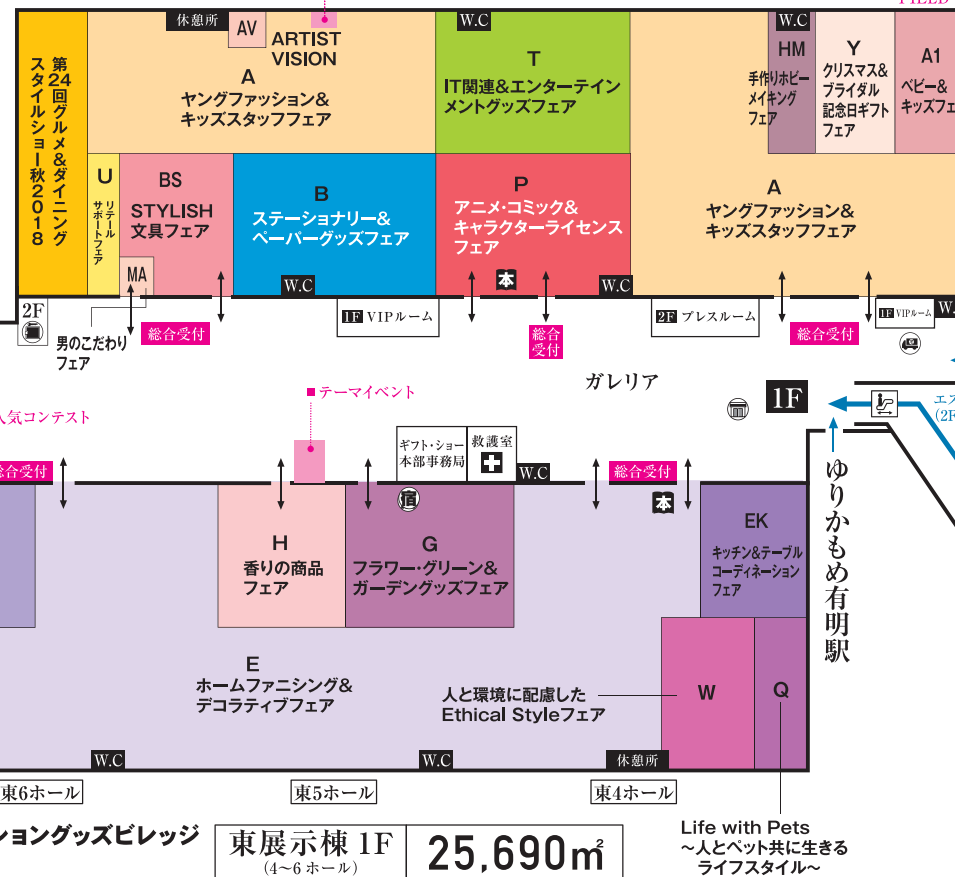 FIELD
休憩所
AV
ARTIST
VISION
W.C
W.C
第24回グルメ&ダイニング
スタイルショー秋2018
A
ヤングファッション&
キッズスタッフフェア
T
IT関連&エンターテイン
メントグッズフェア
HM
手作りホビー
メイキング
フェア
Y
クリスマス&
ブライダル
記念日ギフト
フェア
A1
ベビー&
キッズフェ
U
リテール
サポートフェア
BS
STYLISH
文具フェア
MA
B
ステーショナリー&
ペーパーグッズフェア
W.C
P
アニメ・コミック&
キャラクターライセンス
フェア
本
W.C
A
ヤングファッション&
キッズスタッフフェア
2F
男のこだわり
フェア
総合受付
1F VIPルーム
総合
受付
2F プレスルーム
総合受付
1F VIPルーム
W.
ガレリア
1F
エス
(2F
人気コンテスト
■テーマイベント
総合受付
ギフト・ショー
本部事務局
救護室
W.C
宿
総合受付
本
ゆりかもめ有明駅
H
香りの商品
フェア
G
フラワー・グリーン&
ガーデングッズフェア
EK
キッチン&テーブル
コーディネーション
フェア
E
ホームファニシング&
デコラティブフェア
人と環境に配慮した
Ethical Styleフェア
W
Q
W.C
W.C
休憩所
東6ホール
東5ホール
東4ホール
ショングッズビレッジ
東展示棟 1F
(4~6 ホール)
25,690㎡
Life with Pets
~人とペット共に生きる
ライフスタイル~